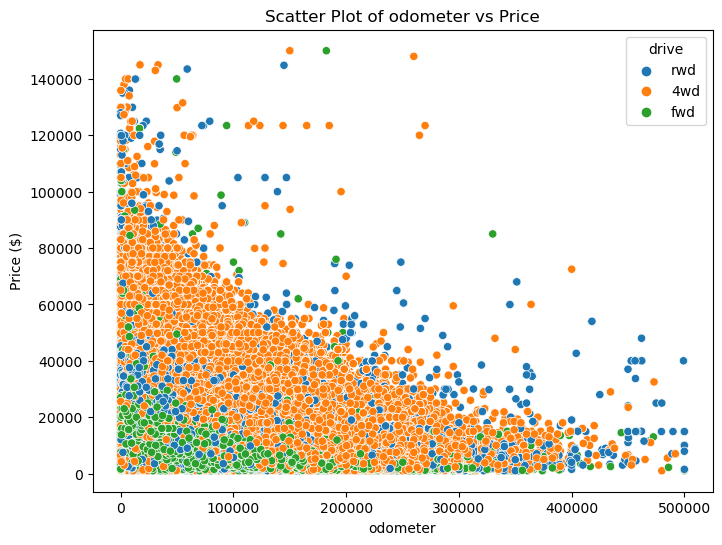 Scatter Plot of odometer vs Price
drive
rwd
4wd
fwd
Price ($)
140000
120000
100000
80000
60000
40000
20000
0
0 100000 200000 300000 400000 500000
odometer